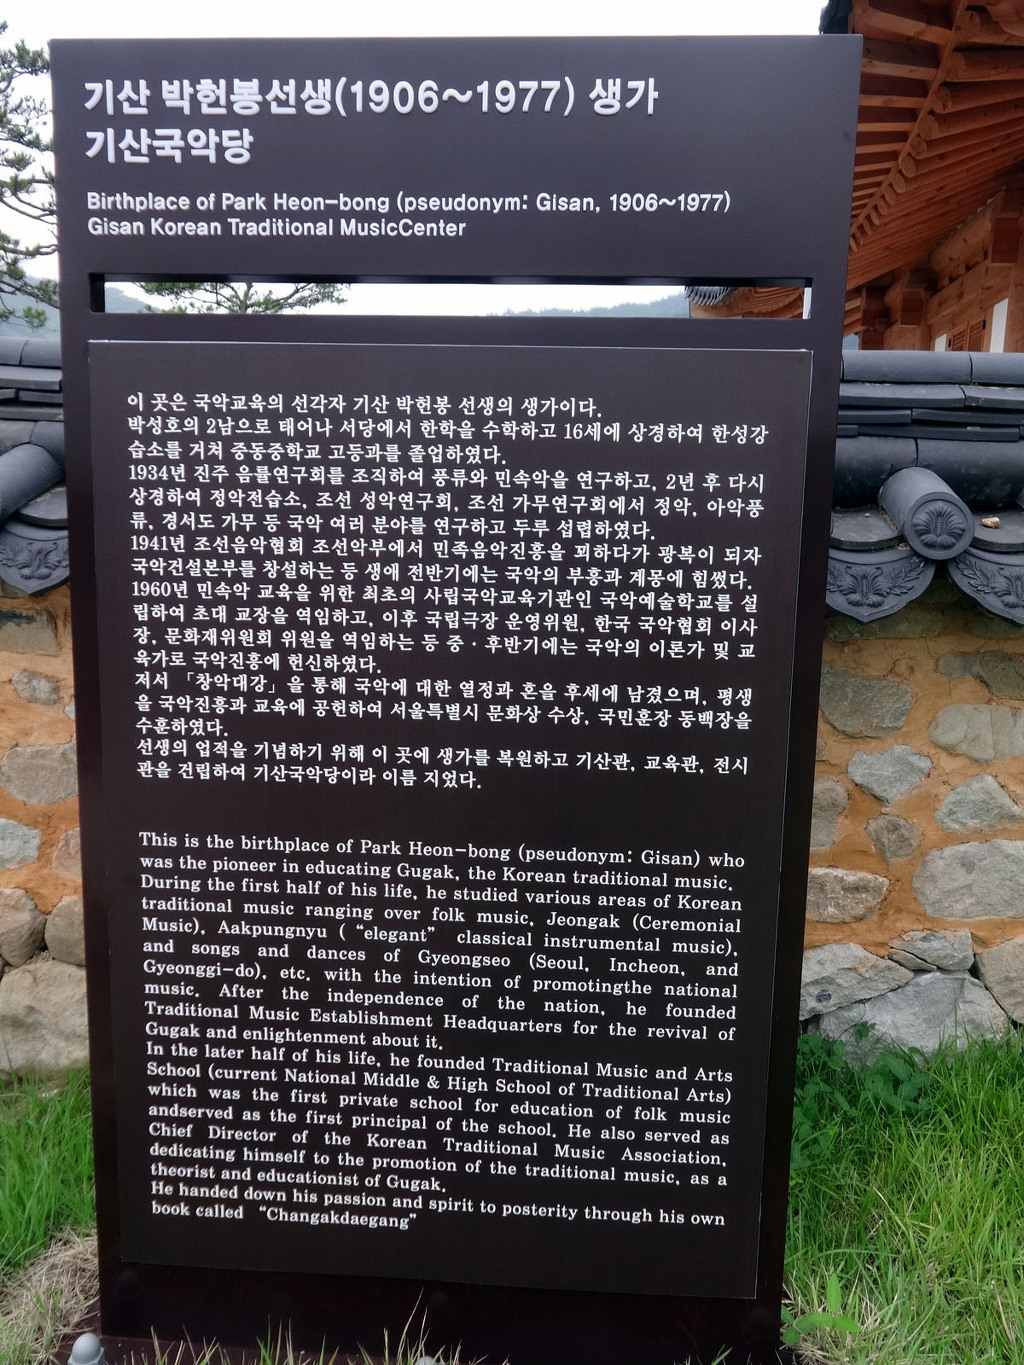 기산 박헌봉선생(1906~1977) 생가
기산국악당
Birthplace of Park Heon-bong (pseudonym: Gisan, 1906~1977)
Gisan Korean Traditional MusicCenter
이 곳은 국악교육의 선각자 기산 박헌봉 선생의 생가이다.
박성호의 2남으로 태어나 서당에서 한학을 수학하고 16세에 상경하여 한성강
습소를 거쳐 중동중학교 고등과를 졸업하였다.
1934년 진주 음률연구회를 조직하여 풍류와 민속악을 연구하고, 2년 후 다시
상경하여 정악전습소, 조선 성악연구회, 조선 가무연구회에서 정악, 아악풍
류, 경서도 가무 등 국악 여러 분야를 연구하고 두루 섭렵하였다.
1941년 조선음악협회 조선악부에서 민족음악진흥을 꾀하다가 광복이 되자
국악건설본부를 창설하는 등 생애 전반기에는 국악의 부흥과 계몽에 힘썼다.
1960년 민속악 교육을 위한 최초의 사립국악교육기관인 국악예술학교를 설
립하여 초대 교장을 역임하고, 이후 국립극장 운영위원, 한국 국악협회 이사
장, 문화재위원회 위원을 역임하는 등 중·후반기에는 국악의 이론가 및 교
육가로 국악진흥에 헌신하였다.
저서 「창악대강」을 통해 국악에 대한 열정과 혼을 후세에 남겼으며, 평생
을 국악진흥과 교육에 공헌하여 서울특별시 문화상 수상, 국민훈장 동백장을
수훈하였다.
선생의 업적을 기념하기 위해 이 곳에 생가를 복원하고 기산관, 교육관, 전시
관을 건립하여 기산국악당이라 이름 지었다.
This is the birthplace of Park Heon-bong (pseudonym: Gisan) who
was the pioneer in educating Gugak, the Korean traditional music.
During the first half of his life, he studied various areas of Korean
traditional music ranging over folk music, Jeongak (Ceremonial
Music), Aakpungnyu ( “elegant” classical instrumental music),
and songs and dances of Gyeongseo (Seoul, Incheon, and
Gyeonggi-do), etc. with the intention of promotingthe national
music. After the independence of the nation, he founded
Traditional Music Establishment Headquarters for the revival of
Gugak and enlightenment about it.
In the later half of his life, he founded Traditional Music and Arts
School (current National Middle & High School of Traditional Arts)
which was the first private school for education of folk music
andserved as the first principal of the school. He also served as
Chief Director of the Korean Traditional Music Association,
dedicating himself to the promotion of the traditional music, as a
theorist and educationist of Gugak.
He handed down his passion and spirit to posterity through his own
book called “Changakdaegang”